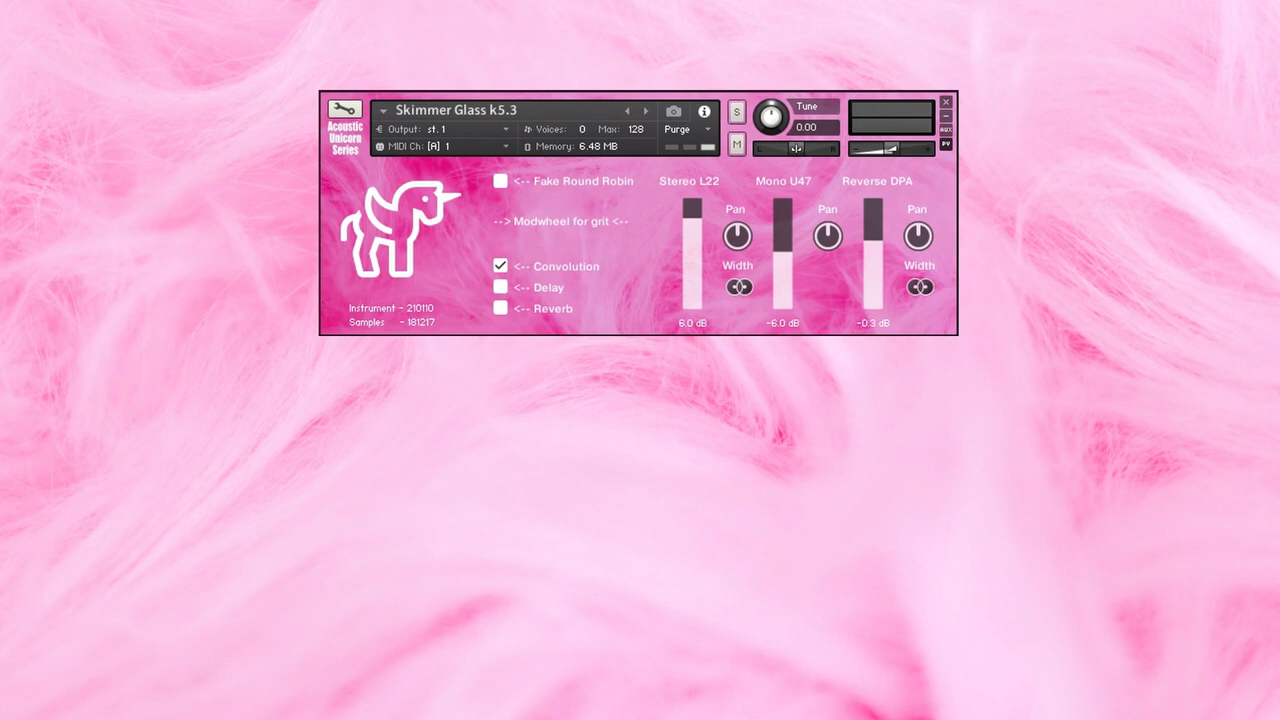 Skimmer Glass k5.3
Output: st.1
Voices: 0 Max: 128
Purge
MIDI Ch: [A] 1
Memory: 6.48 MB
S
M
Tune
0.00
L
R
AUX
PV
Acoustic
Unicorn
Series
<-- Fake Round Robin
--> Modwheel for grit <--
<-- Convolution
<-- Delay
<-- Reverb
Instrument - 210110
Samples - 181217
Stereo L22
Pan
Width
6.0 dB
Mono U47
Pan
-6.0 dB
Reverse DPA
Pan
Width
-0.3 dB